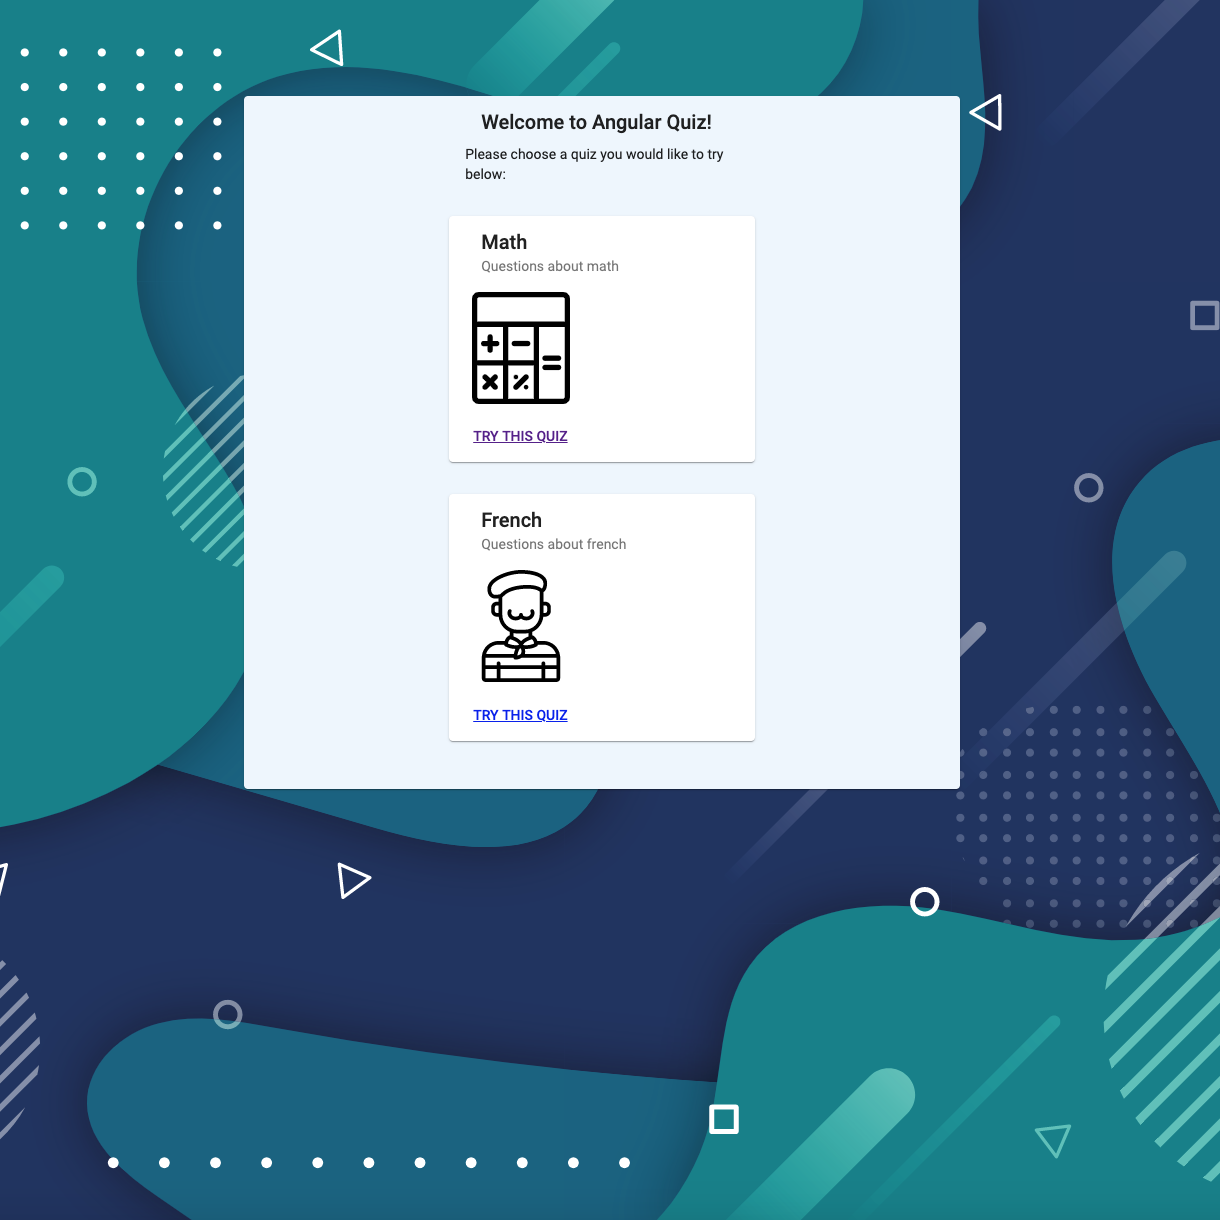 Welcome to Angular Quiz!
Please choose a quiz you would like to try
below:
Math
Questions about math
TRY THIS QUIZ
French
Questions about french
TRY THIS QUIZ